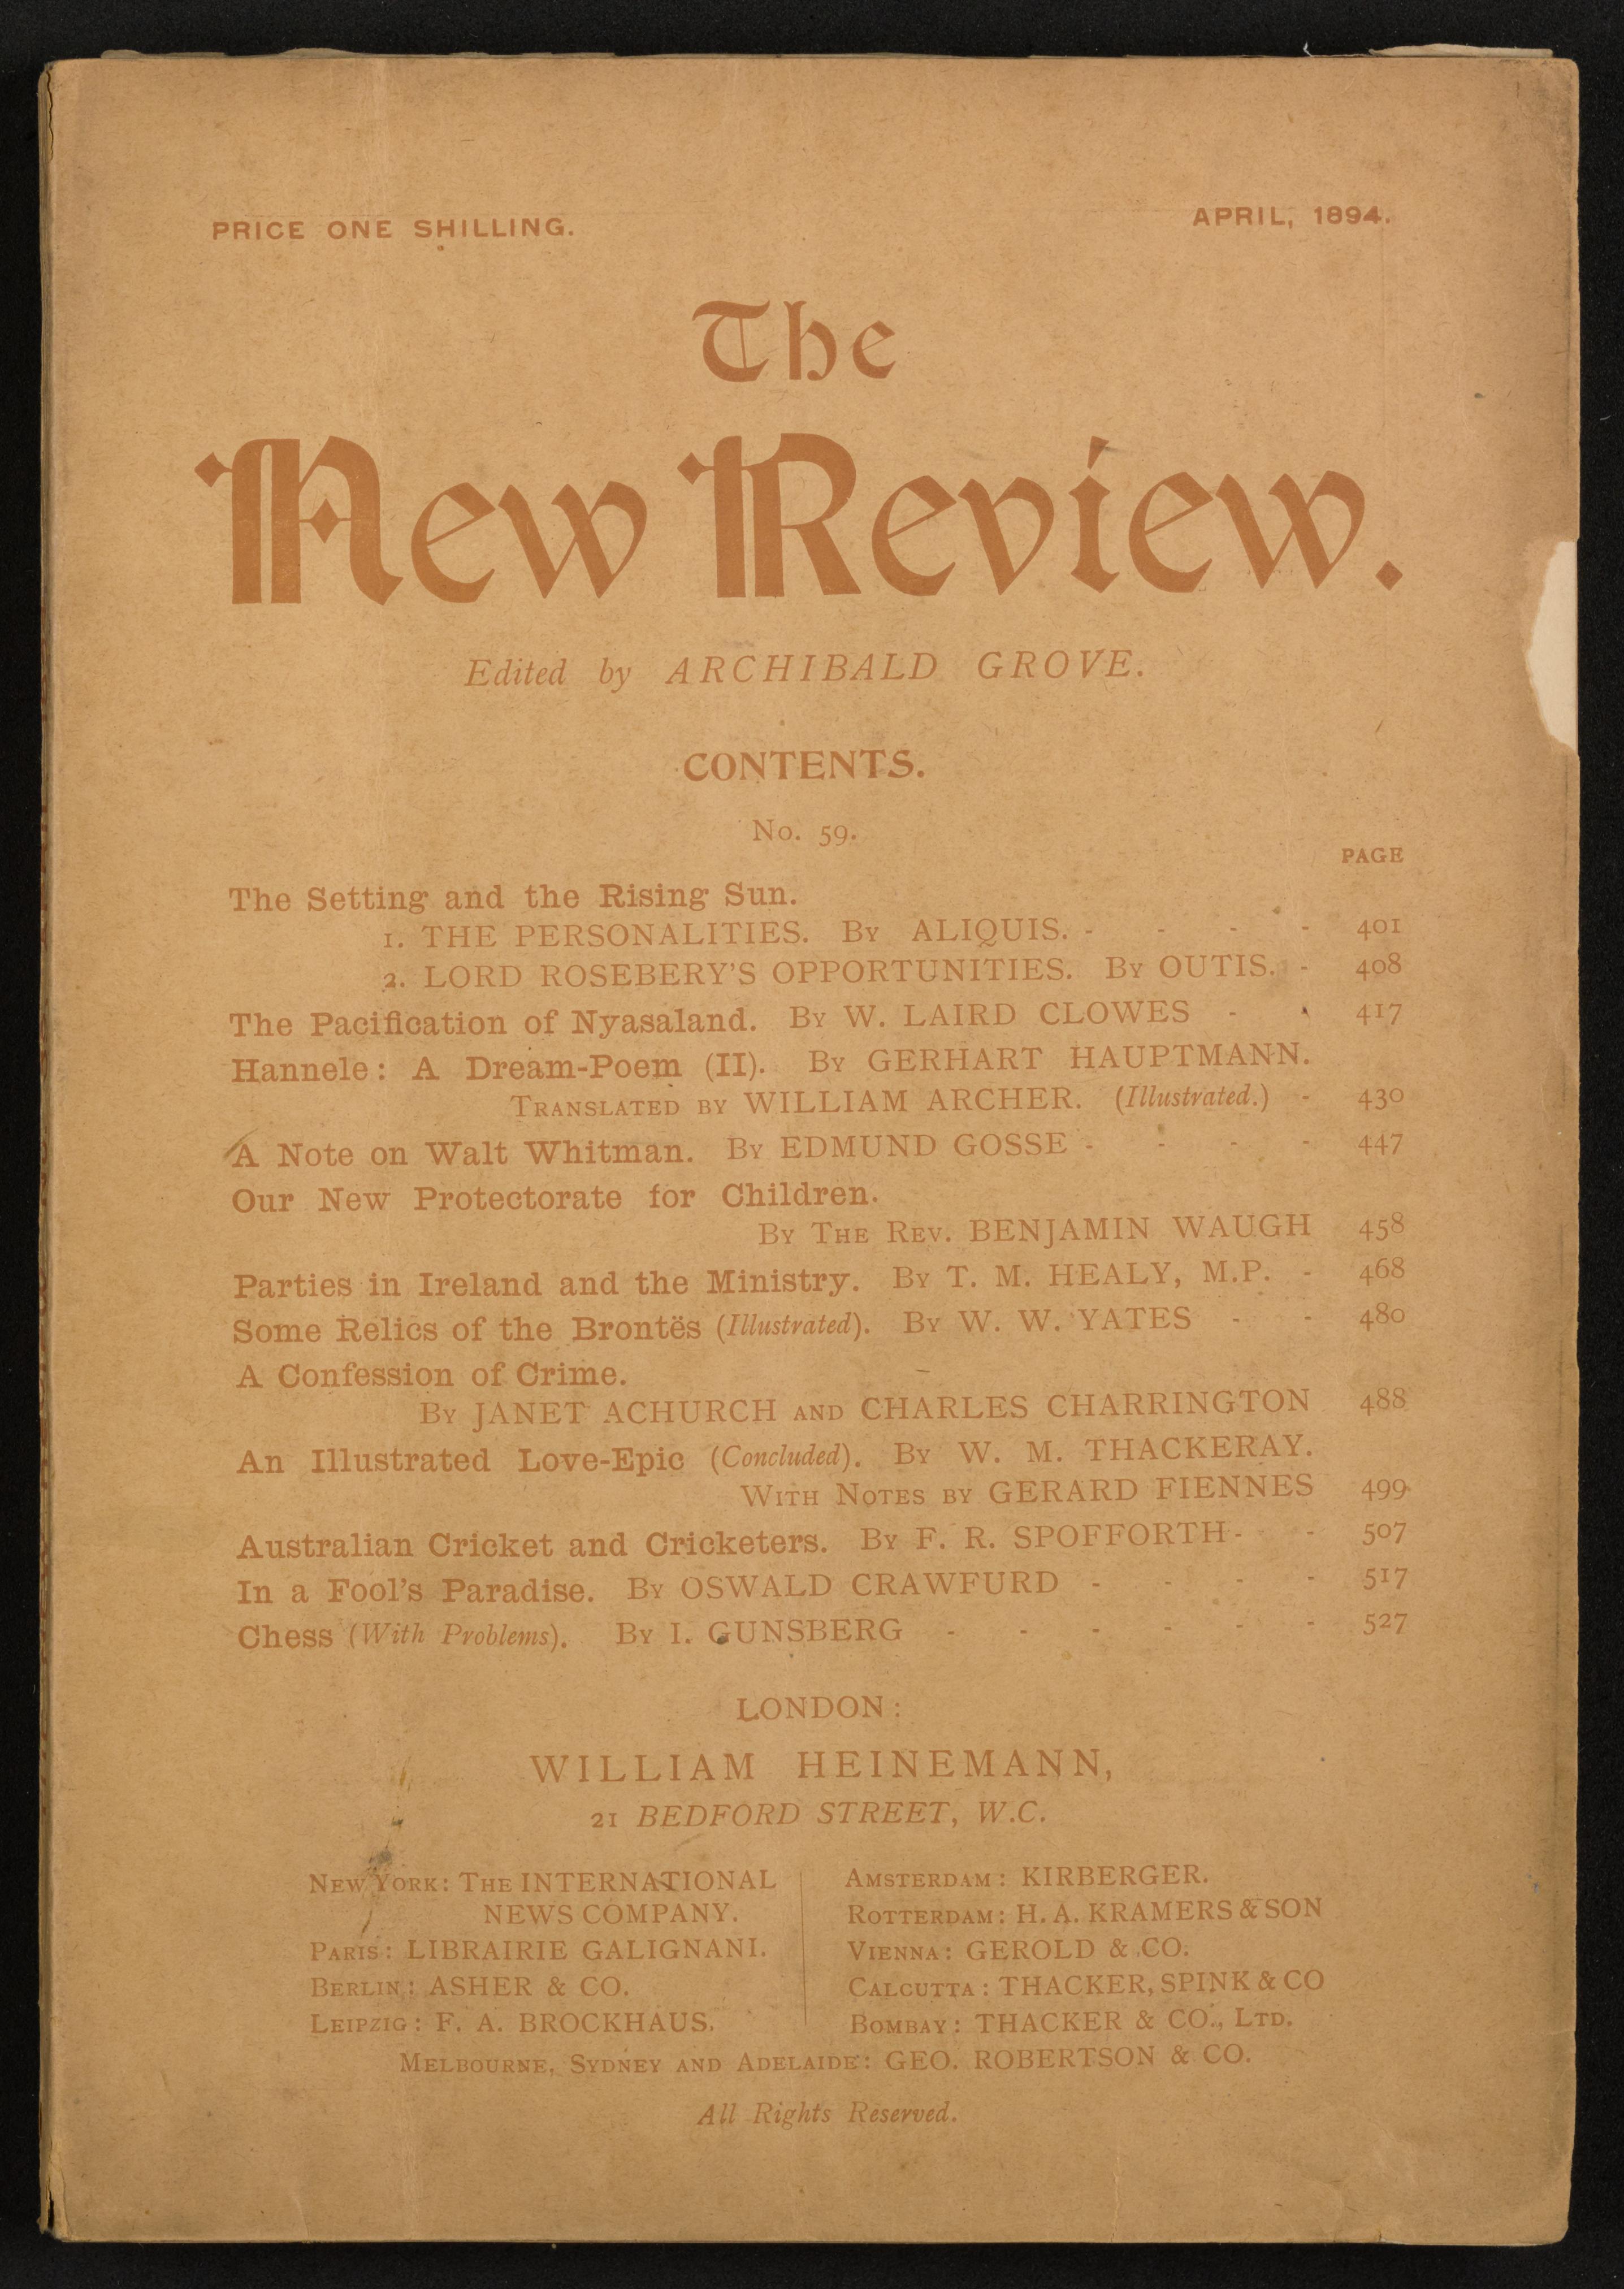 PRICE ONE SHILLING.
APRIL, 1894.
The
New Review.
Edited by ARCHIBALD GROVE.
CONTENTS.
No. 59.
PAGE
The Setting and the Rising Sun.
1. THE PERSONALITIES. By ALIQUIS. - - - - 401
2. LORD ROSEBERY'S OPPORTUNITIES. By OUTIS. - 408
The Pacification of Nyasaland. By W. LAIRD CLOWES - - 417
Hannele: A Dream-Poem (II). By GERHART HAUPTMANN.
Translated by WILLIAM ARCHER. (Illustrated.) - 430
A Note on Walt Whitman. By EDMUND GOSSE - - - - 447
Our New Protectorate for Children.
By The Rev. BENJAMIN WAUGH 458
Parties in Ireland and the Ministry. By T. M. HEALY, M.P. - 468
Some Relics of the Brontës (Illustrated). By W. W. YATES - - 480
A Confession of Crime.
By JANET ACHURCH and CHARLES CHARRINGTON 488
An Illustrated Love-Epic (Concluded). By W. M. THACKERAY.
With Notes by GERARD FIENNES 499
Australian Cricket and Cricketers. By F. R. SPOFFORTH - - 507
In a Fool's Paradise. By OSWALD CRAWFURD - - - - 517
Chess (With Problems). By I. GUNSBERG - - - - - - 527
LONDON:
WILLIAM HEINEMANN,
21 BEDFORD STREET, W.C.
New York: The INTERNATIONAL
NEWS COMPANY.
Paris: LIBRAIRIE GALIGNANI.
Berlin: ASHER & CO.
Leipzig: F. A. BROCKHAUS.
Amsterdam: KIRBERGER.
Rotterdam: H. A. KRAMERS & SON
Vienna: GEROLD & CO.
Calcutta: THACKER, SPINK & CO
Bombay: THACKER & CO., Ltd.
Melbourne, Sydney and Adelaide: GEO. ROBERTSON & CO.
All Rights Reserved.